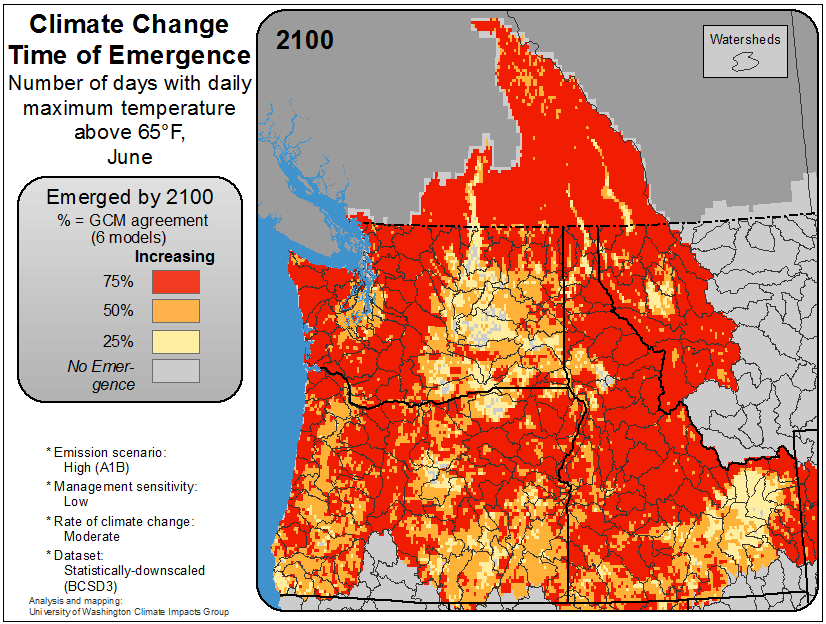 Climate Change
Time of Emergence
Number of days with daily
maximum temperature
above 65°F,
June
Emerged by 2100
% = GCM agreement
(6 models)
Increasing
75%
50%
25%
No Emer-
gence
* Emission scenario:
High (A1B)
* Management sensitivity:
Low
* Rate of climate change:
Moderate
* Dataset:
Statistically-downscaled
(BCSD3)
Analysis and mapping:
University of Washington Climate Impacts Group
2100
Watersheds